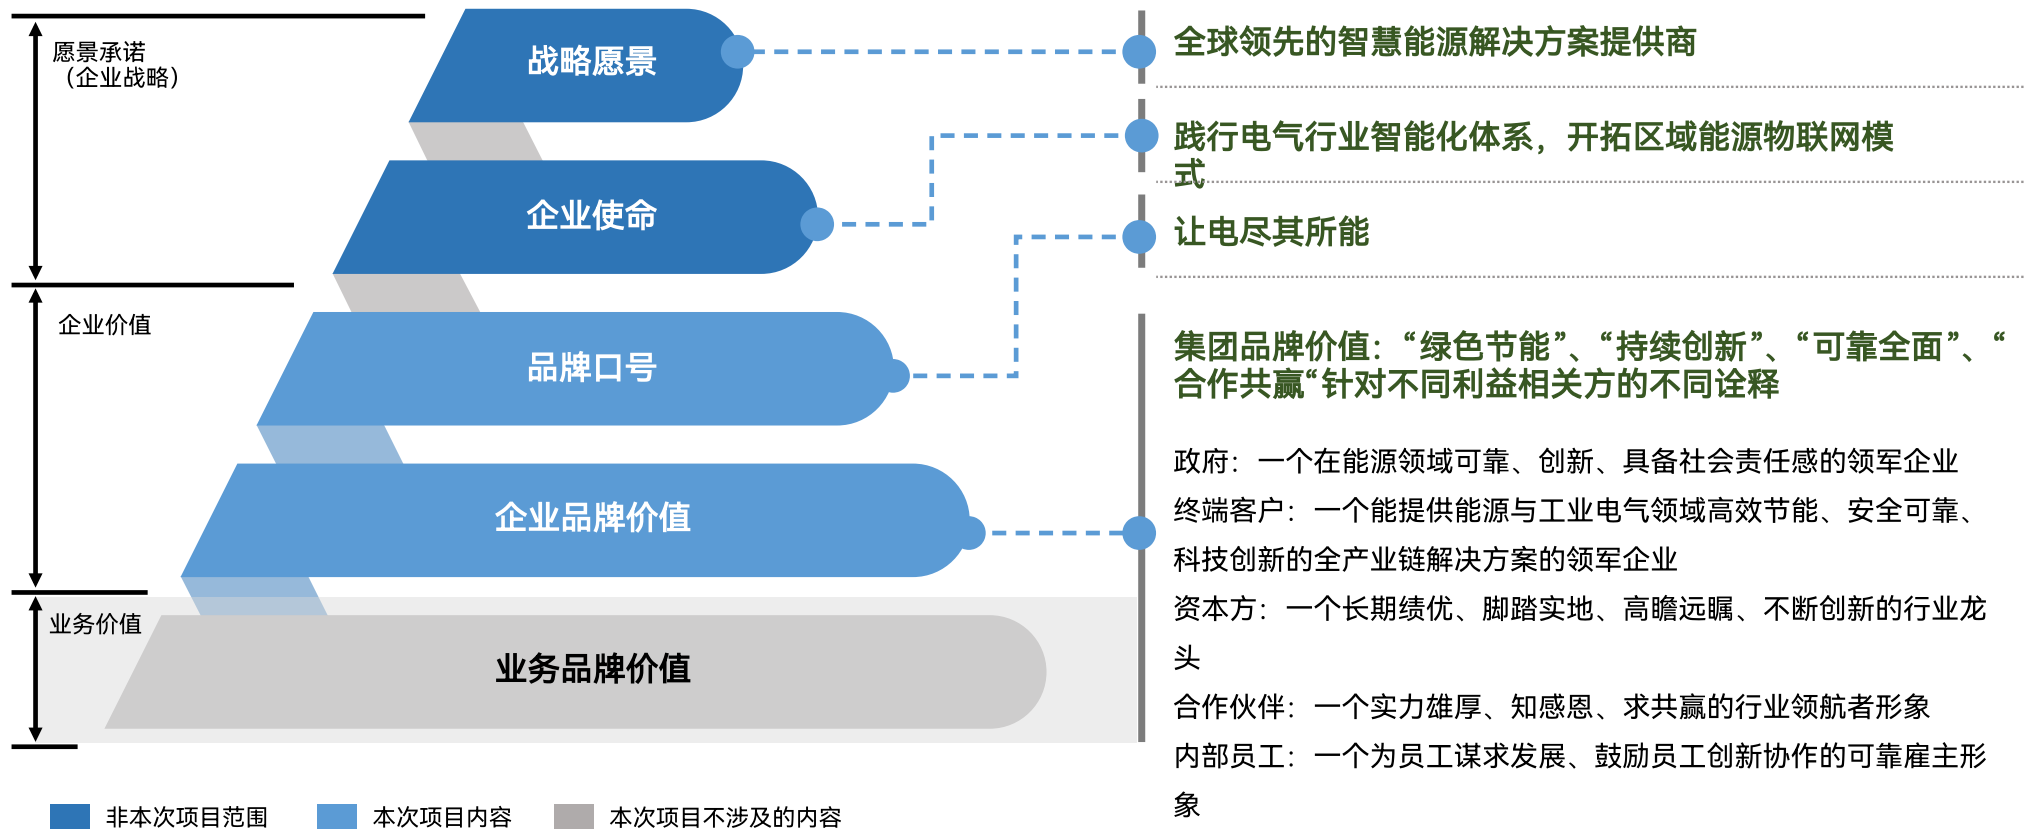 愿景承诺
（企业战略）
战略愿景
全球领先的智慧能源解决方案提供商
企业使命
践行电气行业智能化体系，开拓区域能源物联网模
式
企业价值
品牌口号
让电尽其所能
企业品牌价值
集团品牌价值：“绿色节能”、“持续创新”、“可靠全面”、“
合作共赢“针对不同利益相关方的不同诠释
政府：一个在能源领域可靠、创新、具备社会责任感的领军企业
终端客户：一个能提供能源与工业电气领域高效节能、安全可靠、
科技创新的全产业链解决方案的领军企业
资本方：一个长期绩优、脚踏实地、高瞻远瞩、不断创新的行业龙
头
合作伙伴：一个实力雄厚、知感恩、求共赢的行业领航者形象
内部员工：一个为员工谋求发展、鼓励员工创新协作的可靠雇主形
象
业务价值
业务品牌价值
非本次项目范围
本次项目内容
本次项目不涉及的内容